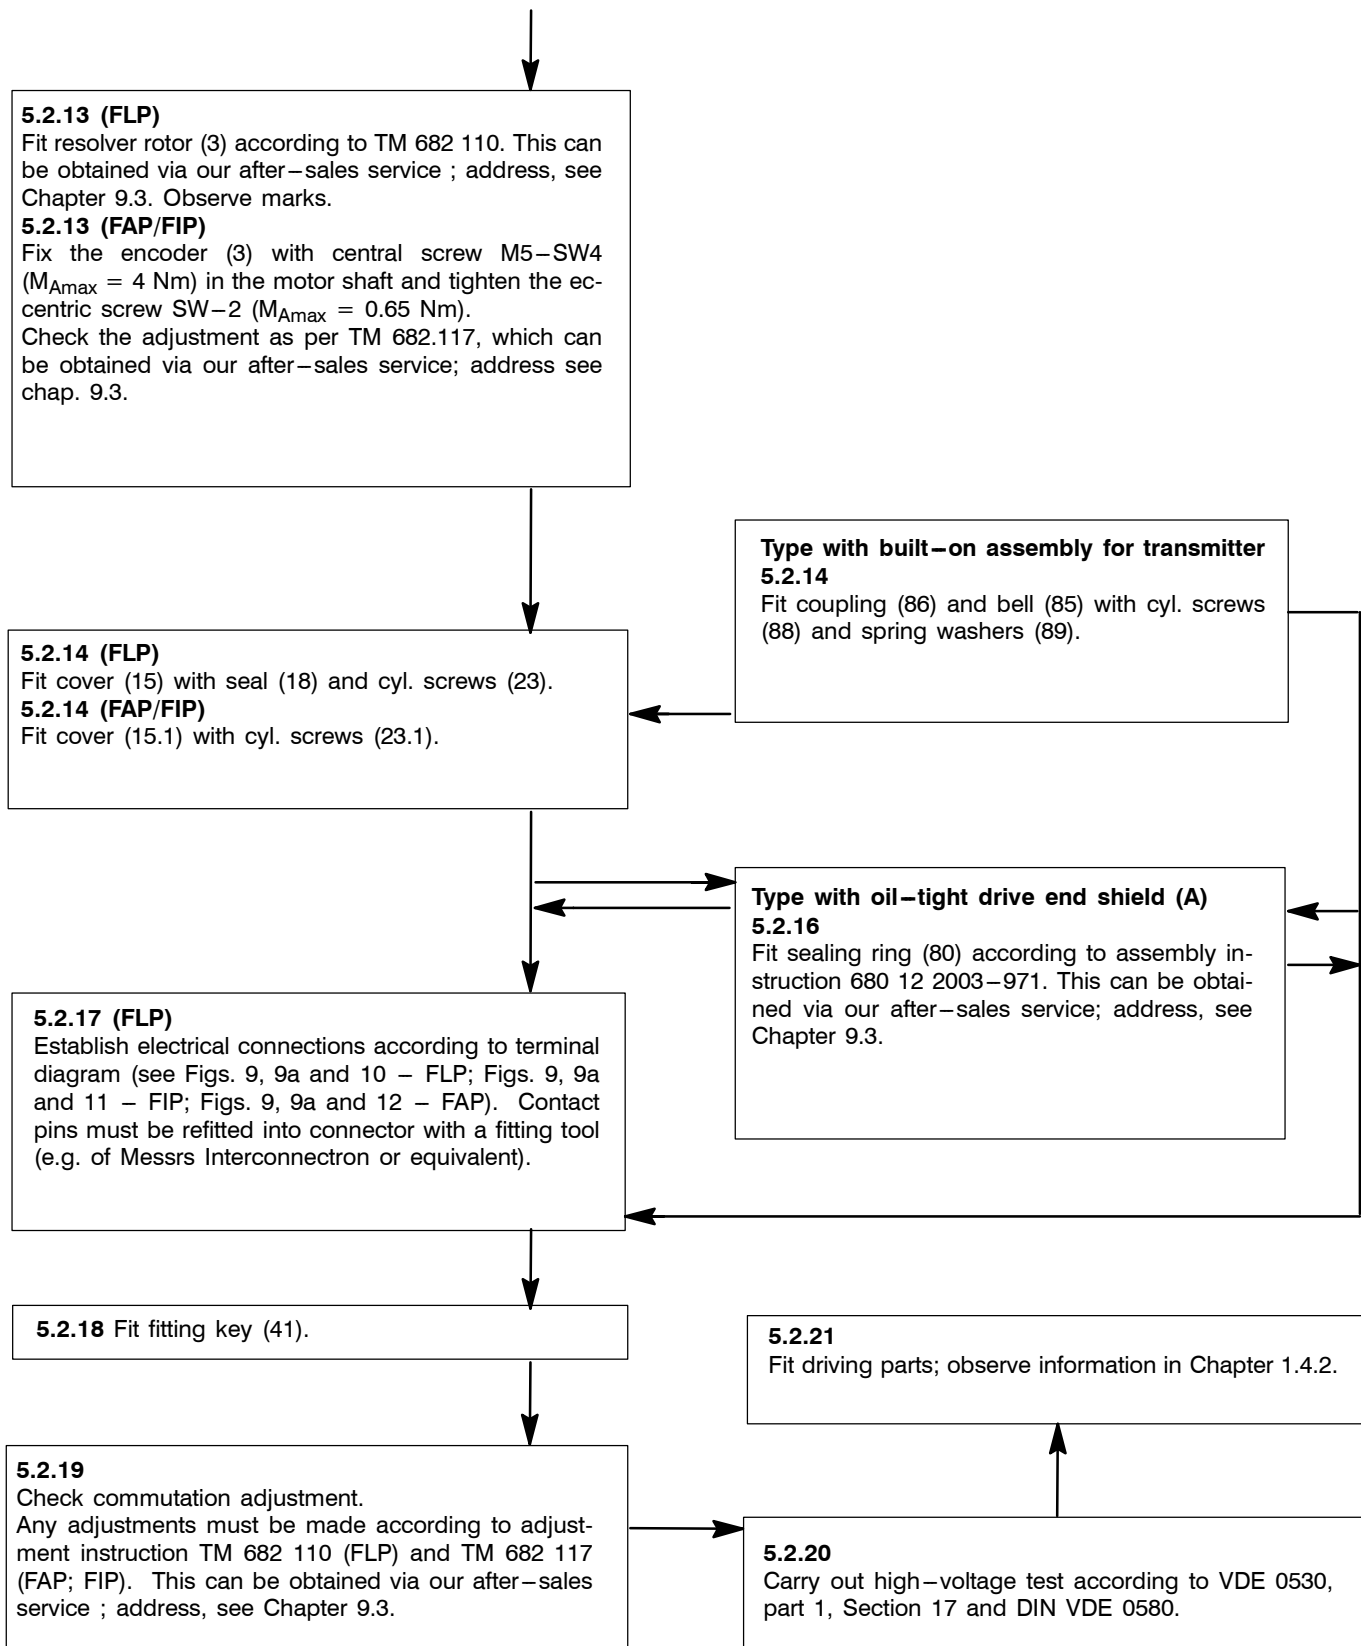 5.2.13 (FLP)
Fit resolver rotor (3) according to TM 682 110. This can
be obtained via our after–sales service ; address, see
Chapter 9.3. Observe marks.
5.2.13 (FAP/FIP)
Fix the encoder (3) with central screw M5–SW4
(MAmax = 4 Nm) in the motor shaft and tighten the ec-
centric screw SW–2 (MAmax = 0.65 Nm).
Check the adjustment as per TM 682.117, which can
be obtained via our after–sales service; address see
chap. 9.3.
Type with built–on assembly for transmitter
5.2.14
Fit coupling (86) and bell (85) with cyl. screws
(88) and spring washers (89).
5.2.14 (FLP)
Fit cover (15) with seal (18) and cyl. screws (23).
5.2.14 (FAP/FIP)
Fit cover (15.1) with cyl. screws (23.1).
Type with oil–tight drive end shield (A)
5.2.16
Fit sealing ring (80) according to assembly in-
struction 680 12 2003–971. This can be obtai-
ned via our after–sales service; address, see
Chapter 9.3.
5.2.17 (FLP)
Establish electrical connections according to terminal
diagram (see Figs. 9, 9a and 10 – FLP; Figs. 9, 9a
and 11 – FIP; Figs. 9, 9a and 12 – FAP). Contact
pins must be refitted into connector with a fitting tool
(e.g. of Messrs Interconnectron or equivalent).
5.2.18 Fit fitting key (41).
5.2.21
Fit driving parts; observe information in Chapter 1.4.2.
5.2.19
Check commutation adjustment.
Any adjustments must be made according to adjust-
ment instruction TM 682 110 (FLP) and TM 682 117
(FAP; FIP). This can be obtained via our after–sales
service ; address, see Chapter 9.3.
5.2.20
Carry out high–voltage test according to VDE 0530,
part 1, Section 17 and DIN VDE 0580.